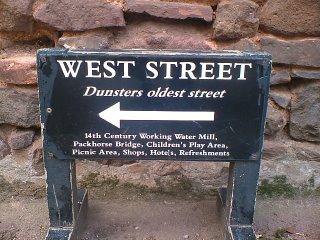 WEST STREET
Dunsters oldest street
14th Century Working Water Mill,
Packhorse Bridge, Children's Play Area,
Picnic Area, Shops, Hotels, Refreshments